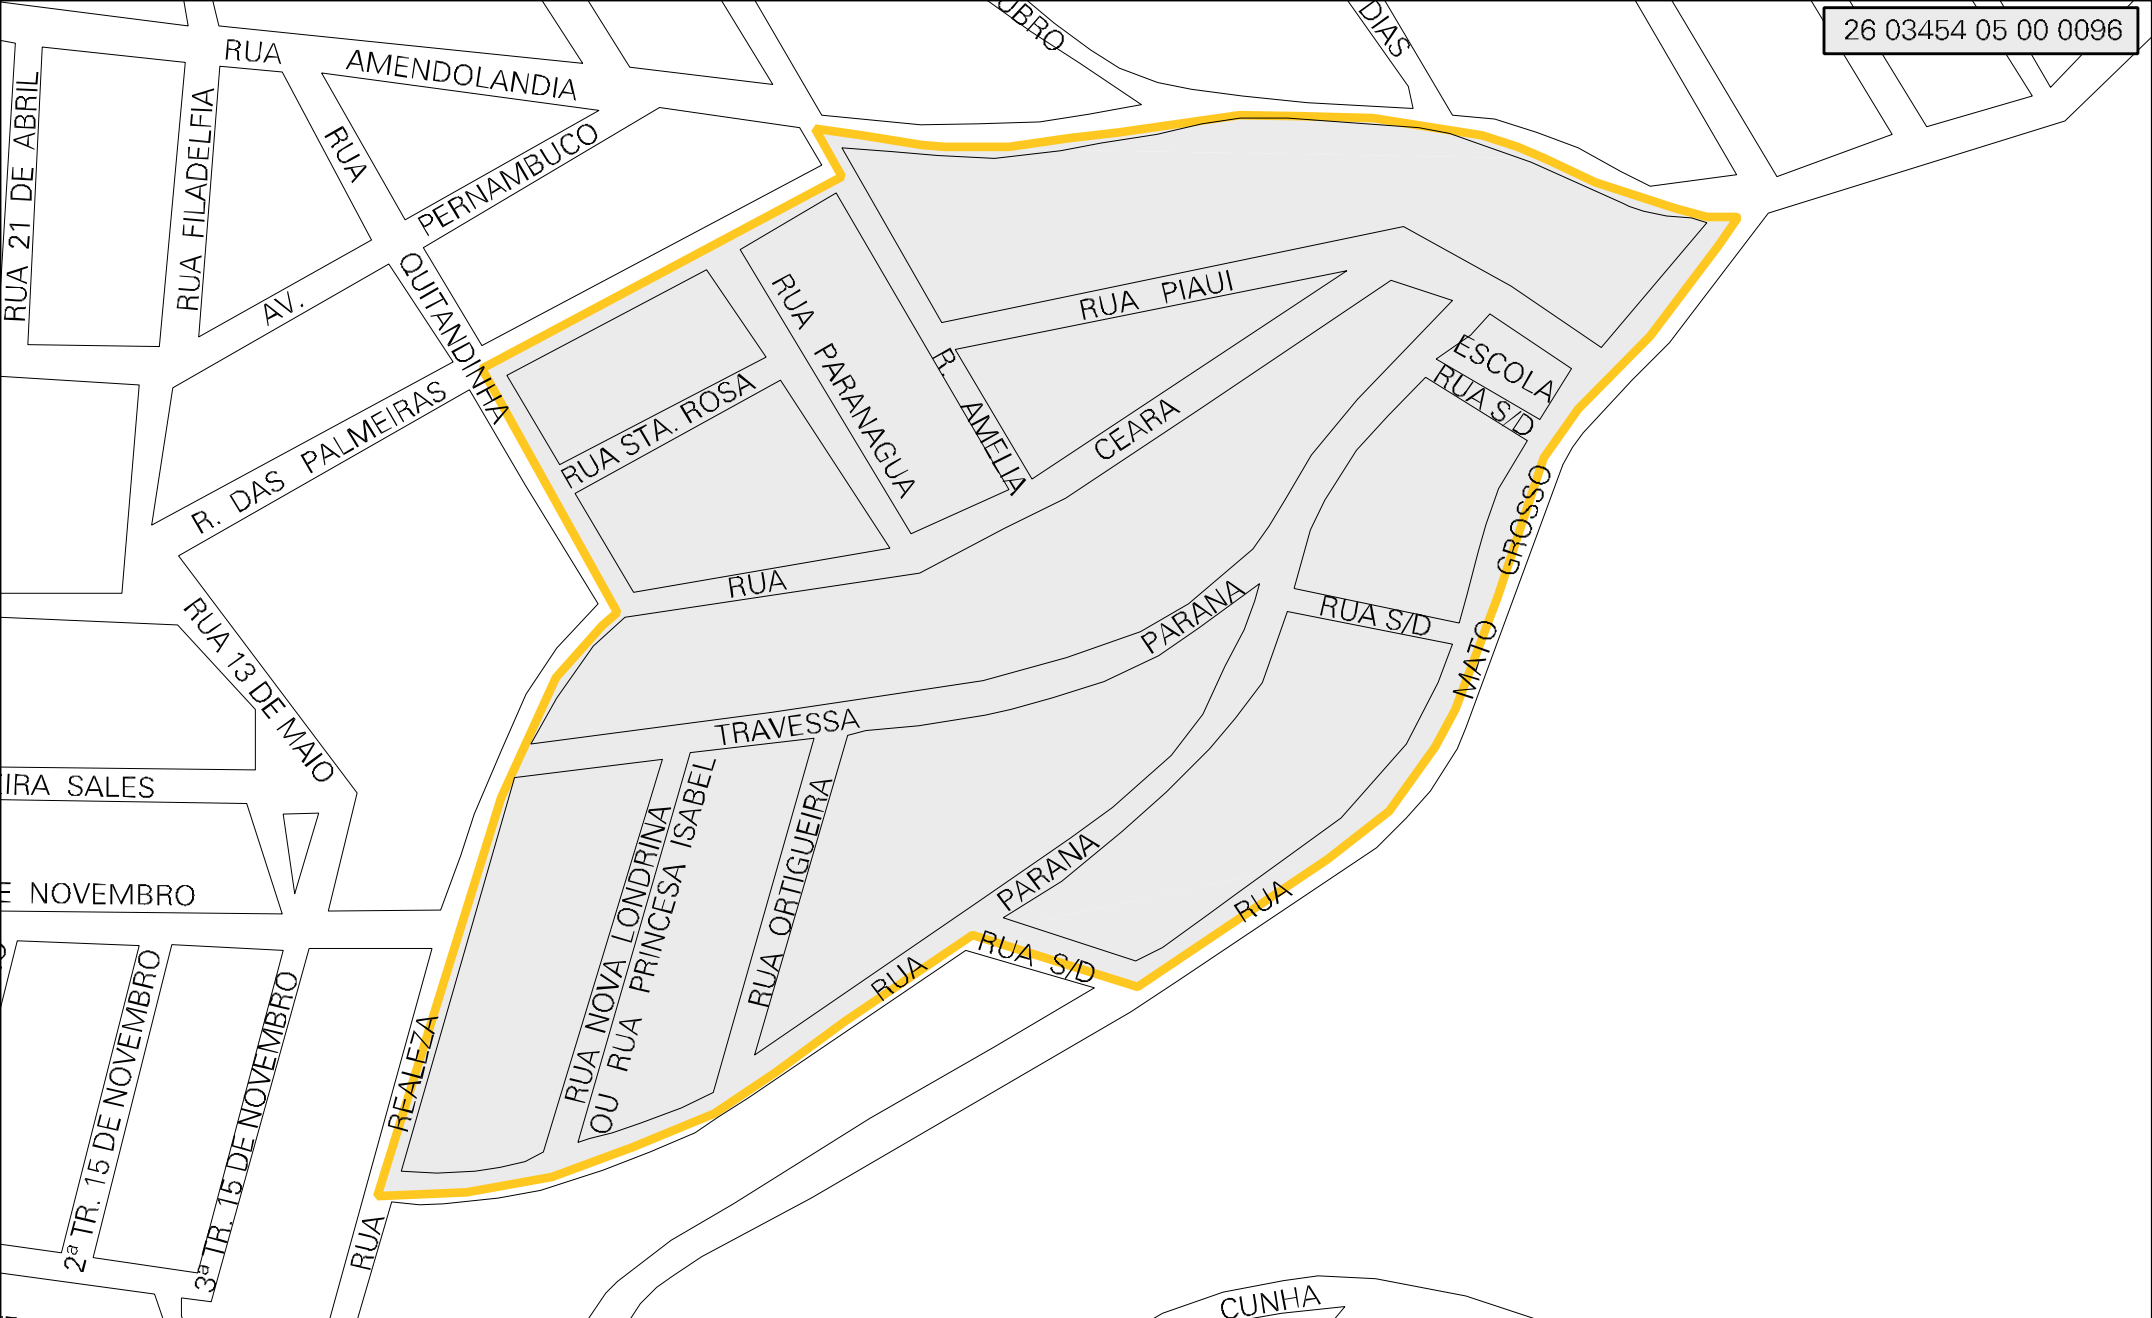 26 03454 05 00 0096
DIAS
RUA AMENDOLANDIA
RUA 21 DE ABRIL
RUA FILADELFIA
RUA QUITANDINHA
AV. PERNAMBUCO
R. DAS PALMEIRAS
RUA STA. ROSA
RUA PARANAGUA
R. AMELIA
RUA PIAUI
RUA CEARA
ESCOLA
RUA S/D
RUA MATO GROSSO
RUA S/D
TRAVESSA PARANA
RUA 13 DE MAIO
IRA SALES
E NOVEMBRO
RUA NOVA LONDRINA
OU RUA PRINCESA ISABEL
RUA ORTIGUEIRA
RUA PARANA
RUA S/D
RUA REALEZA
2ª TR. 15 DE NOVEMBRO
3ª TR. 15 DE NOVEMBRO
CUNHA